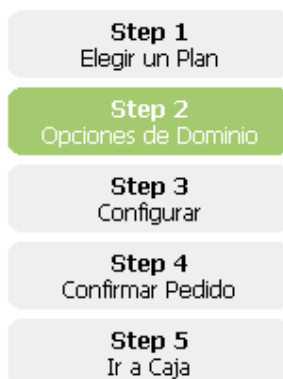 Step 1
Elegir un Plan
Step 2
Opciones de Dominio
Step 3
Configurar
Step 4
Confirmar Pedido
Step 5
Ir a Caja